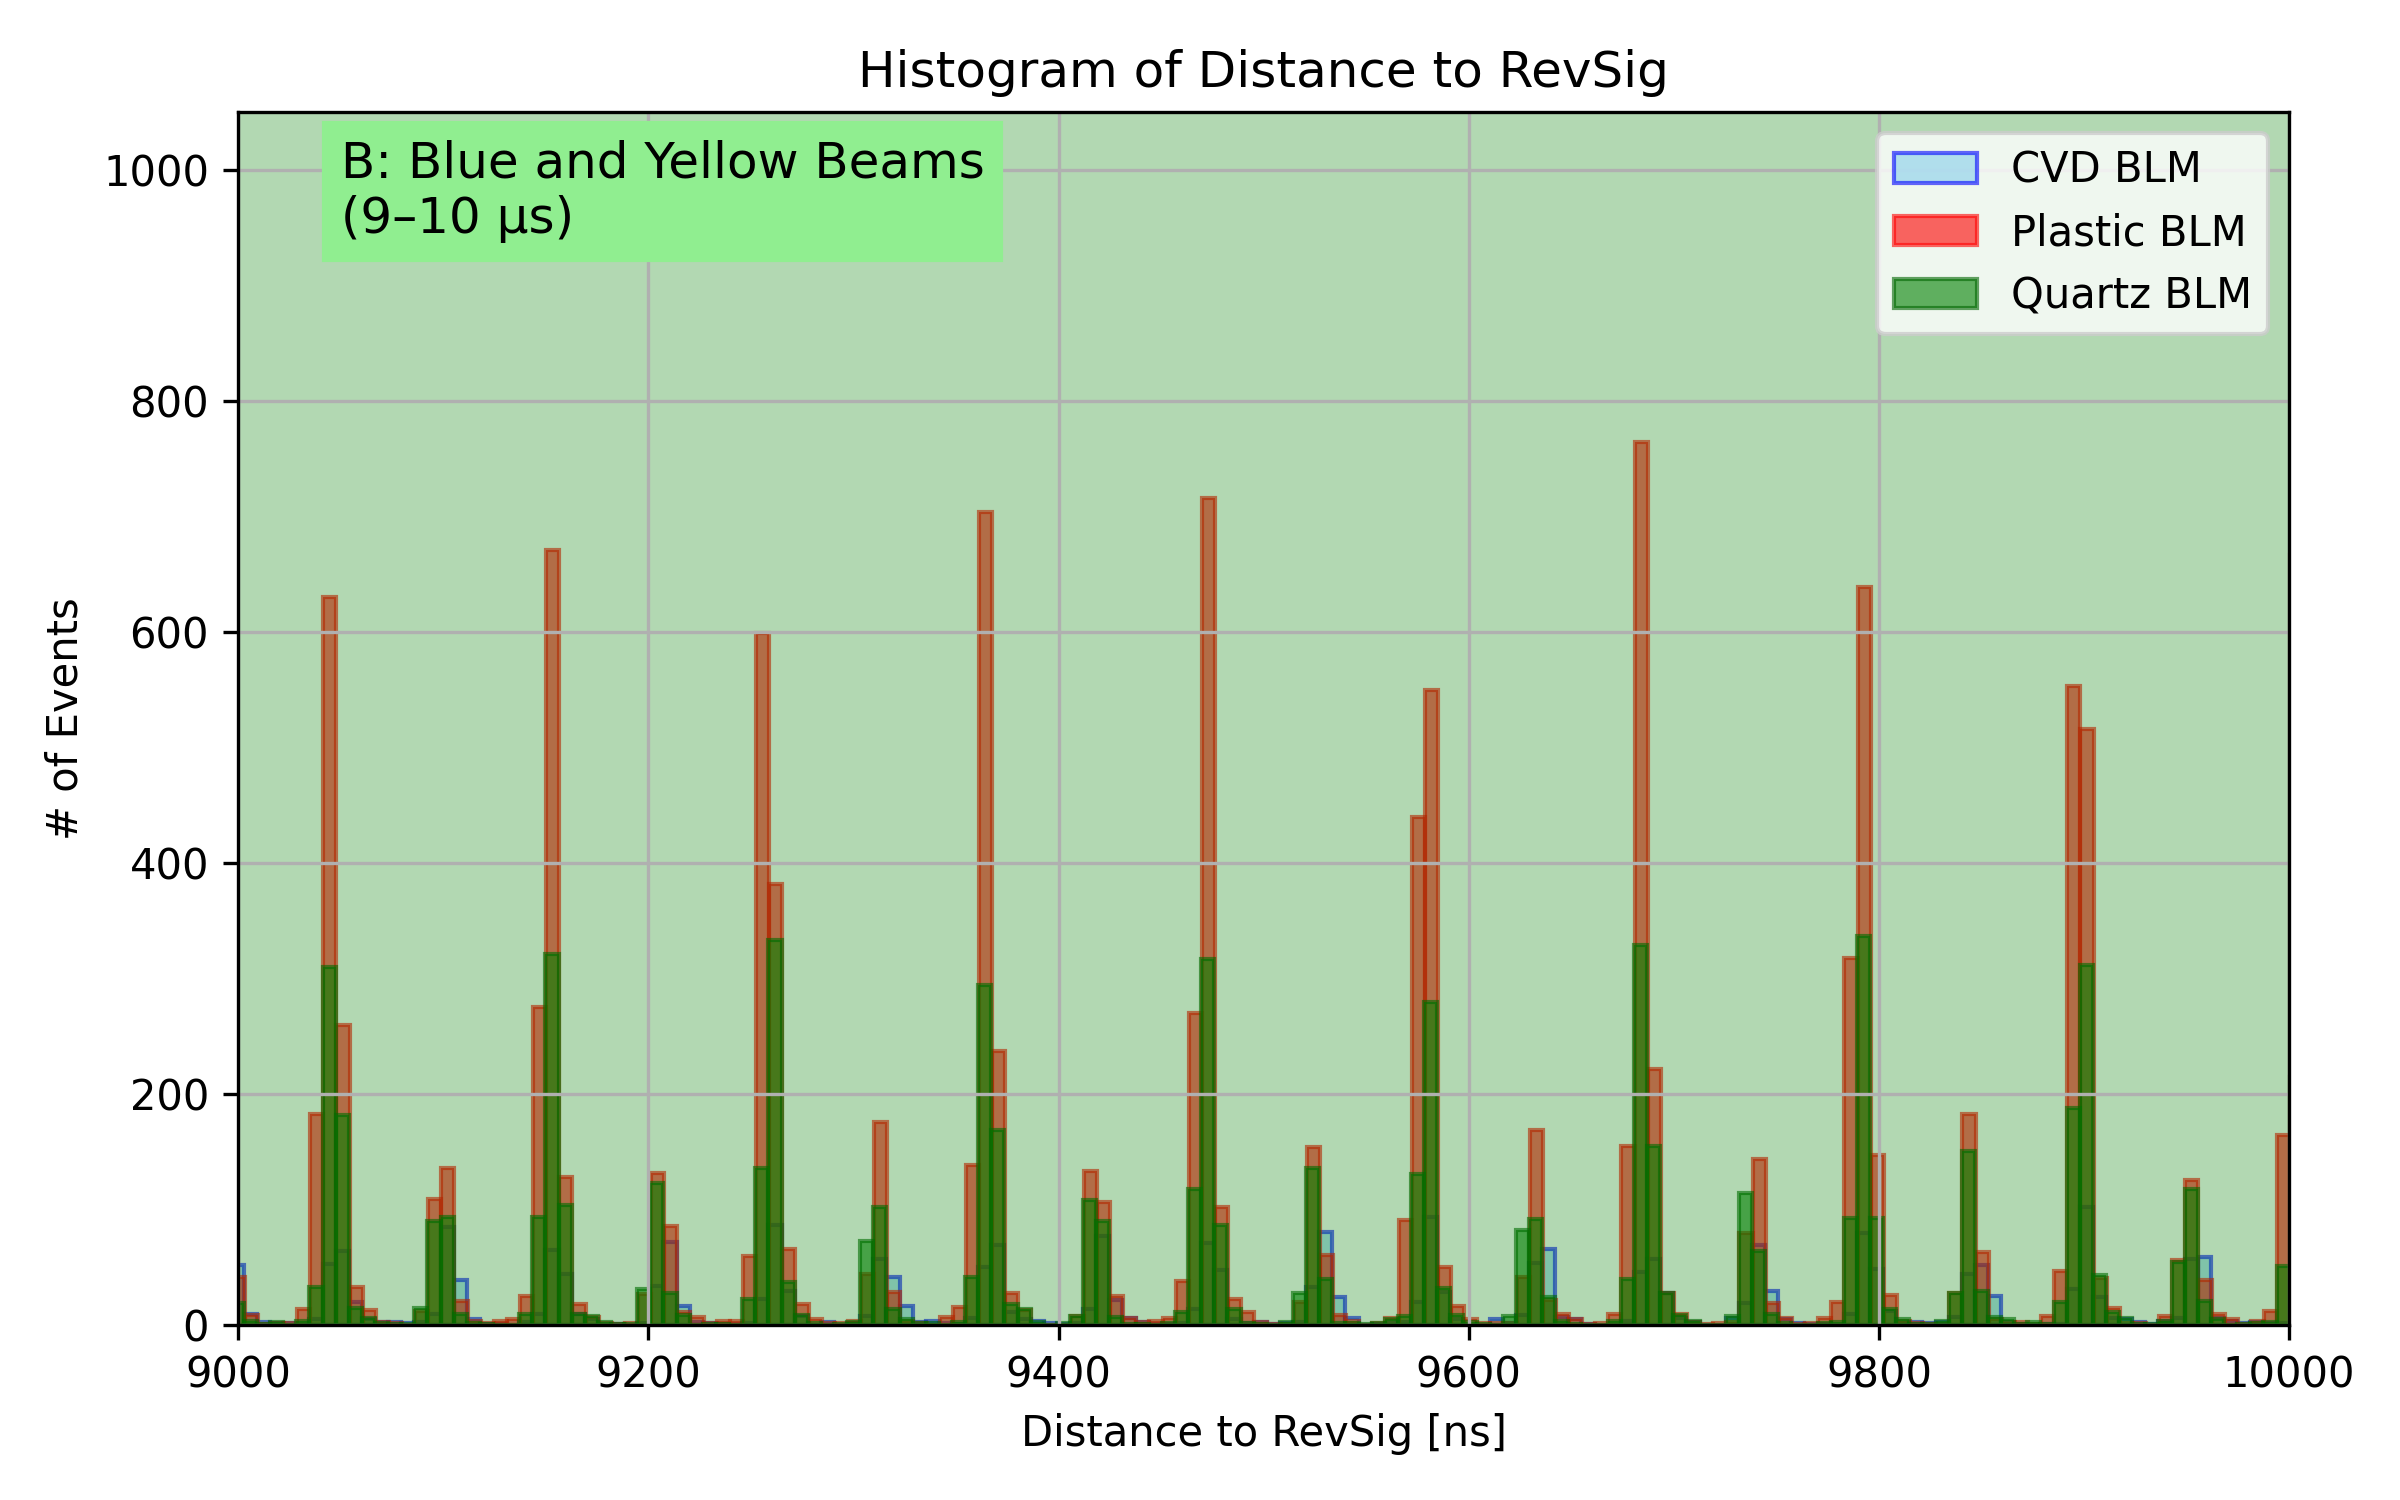 Histogram of Distance to RevSig
B: Blue and Yellow Beams
(9–10 µs)
CVD BLM
Plastic BLM
Quartz BLM
# of Events
1000
800
600
400
200
0
9000
9200
9400
9600
9800
10000
Distance to RevSig [ns]